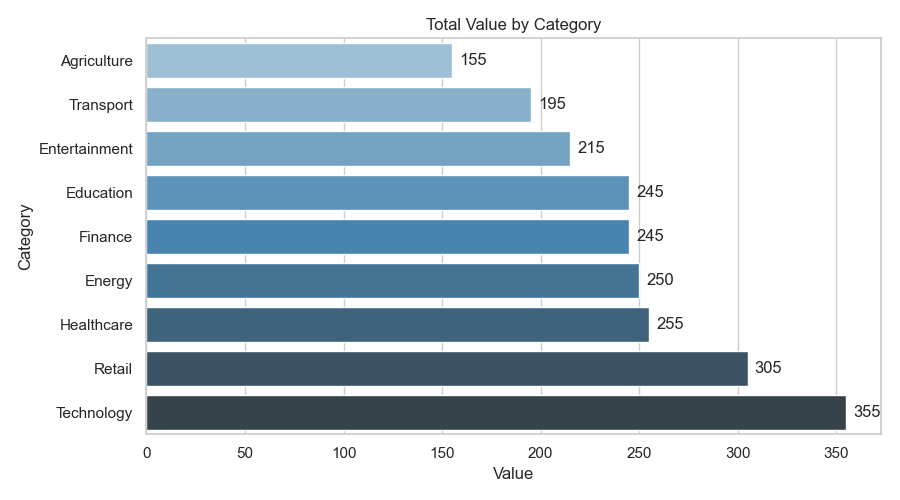 Total Value by Category
Category
Agriculture 155
Transport 195
Entertainment 215
Education 245
Finance 245
Energy 250
Healthcare 255
Retail 305
Technology 355
0 50 100 150 200 250 300 350
Value